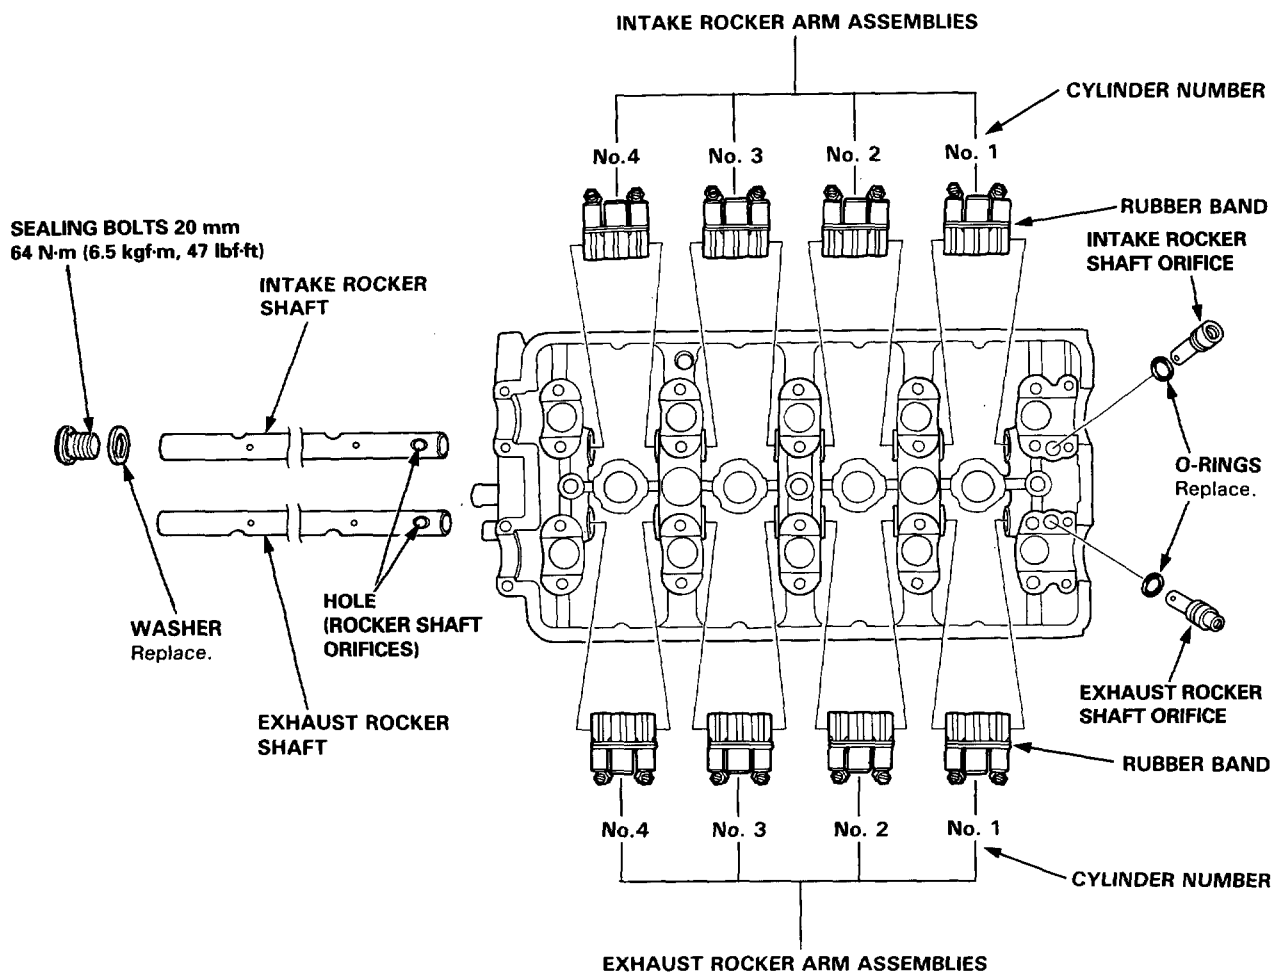 INTAKE ROCKER ARM ASSEMBLIES
CYLINDER NUMBER
No.4
No. 3
No. 2
No. 1
RUBBER BAND
SEALING BOLTS 20 mm
64 N·m (6.5 kgf·m, 47 lbf·ft)
INTAKE ROCKER
SHAFT ORIFICE
INTAKE ROCKER
SHAFT
O-RINGS
Replace.
HOLE
(ROCKER SHAFT
ORIFICES)
WASHER
Replace.
EXHAUST ROCKER
SHAFT
EXHAUST ROCKER
SHAFT ORIFICE
RUBBER BAND
No.4
No. 3
No. 2
No. 1
CYLINDER NUMBER
EXHAUST ROCKER ARM ASSEMBLIES